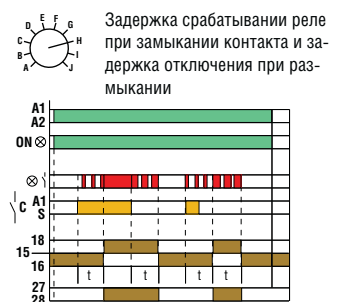 D E F G
C H
B I
A J
Задержка срабатывании реле
при замыкании контакта и за-
держка отключения при раз-
мыкании
A1
A2
ON
C A1
S
18
15
16
t t t t
27
28